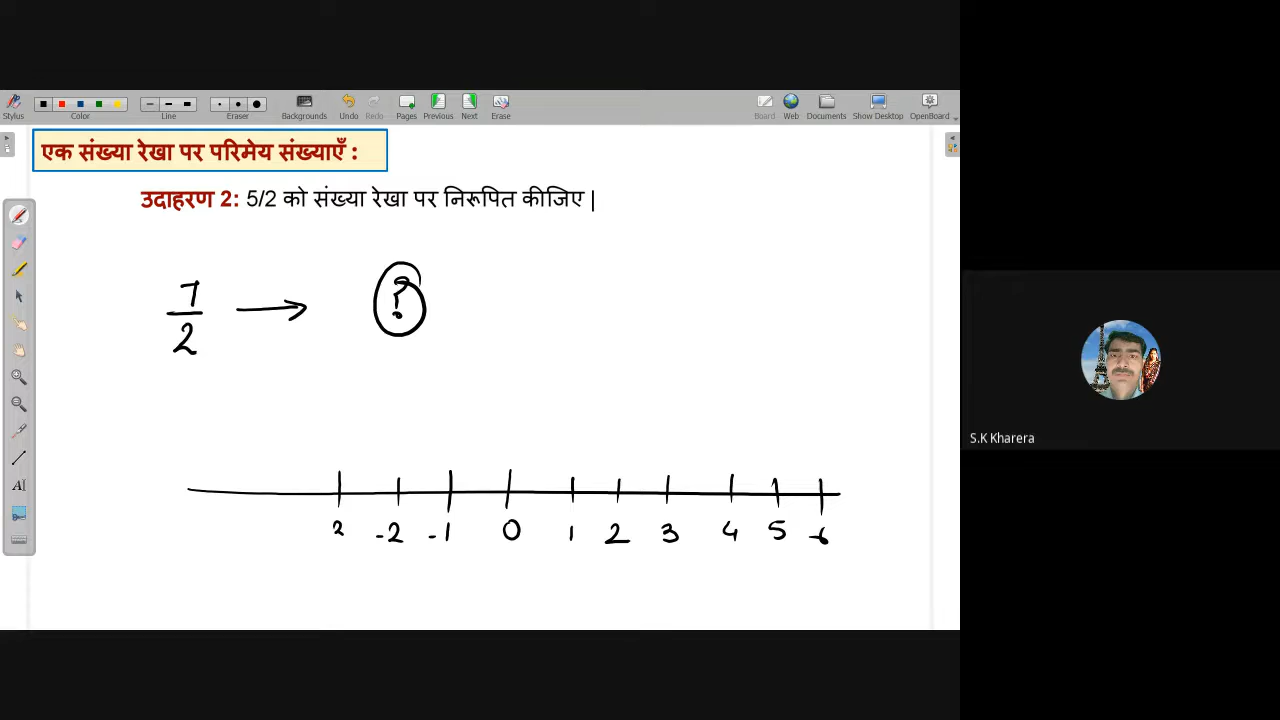 Stylus Color Line Eraser Backgrounds Undo Redo Pages Previous Next Erase Board Web Documents Show Desktop OpenBoard
एक संख्या रेखा पर परिमेय संख्याएँ :
उदाहरण 2: 5/2 को संख्या रेखा पर निरूपित कीजिए |
7
2
→ ?
-2 -1 0 1 2 3 4 5 6
S.K Kharera